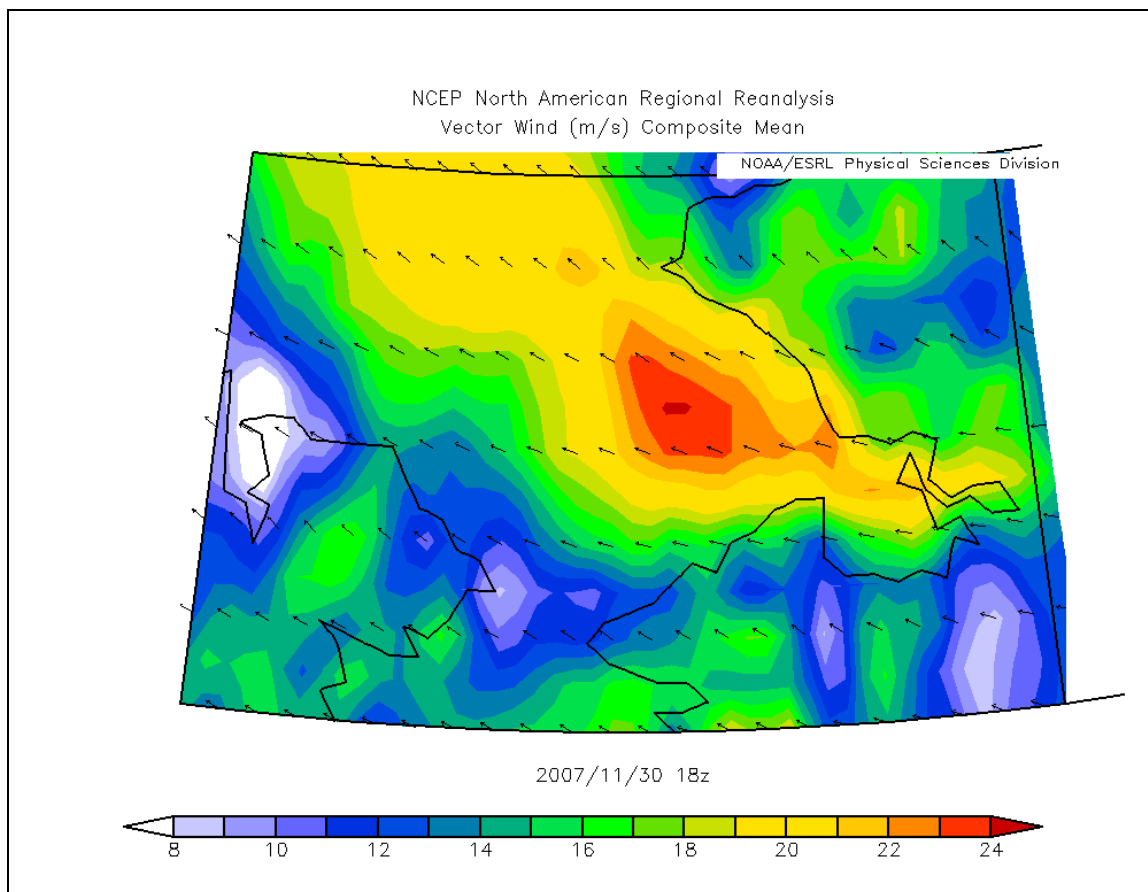 NCEP North American Regional Reanalysis
Vector Wind (m/s) Composite Mean
NOAA/ESRL Physical Sciences Division
2007/11/30 18z
8 10 12 14 16 18 20 22 24